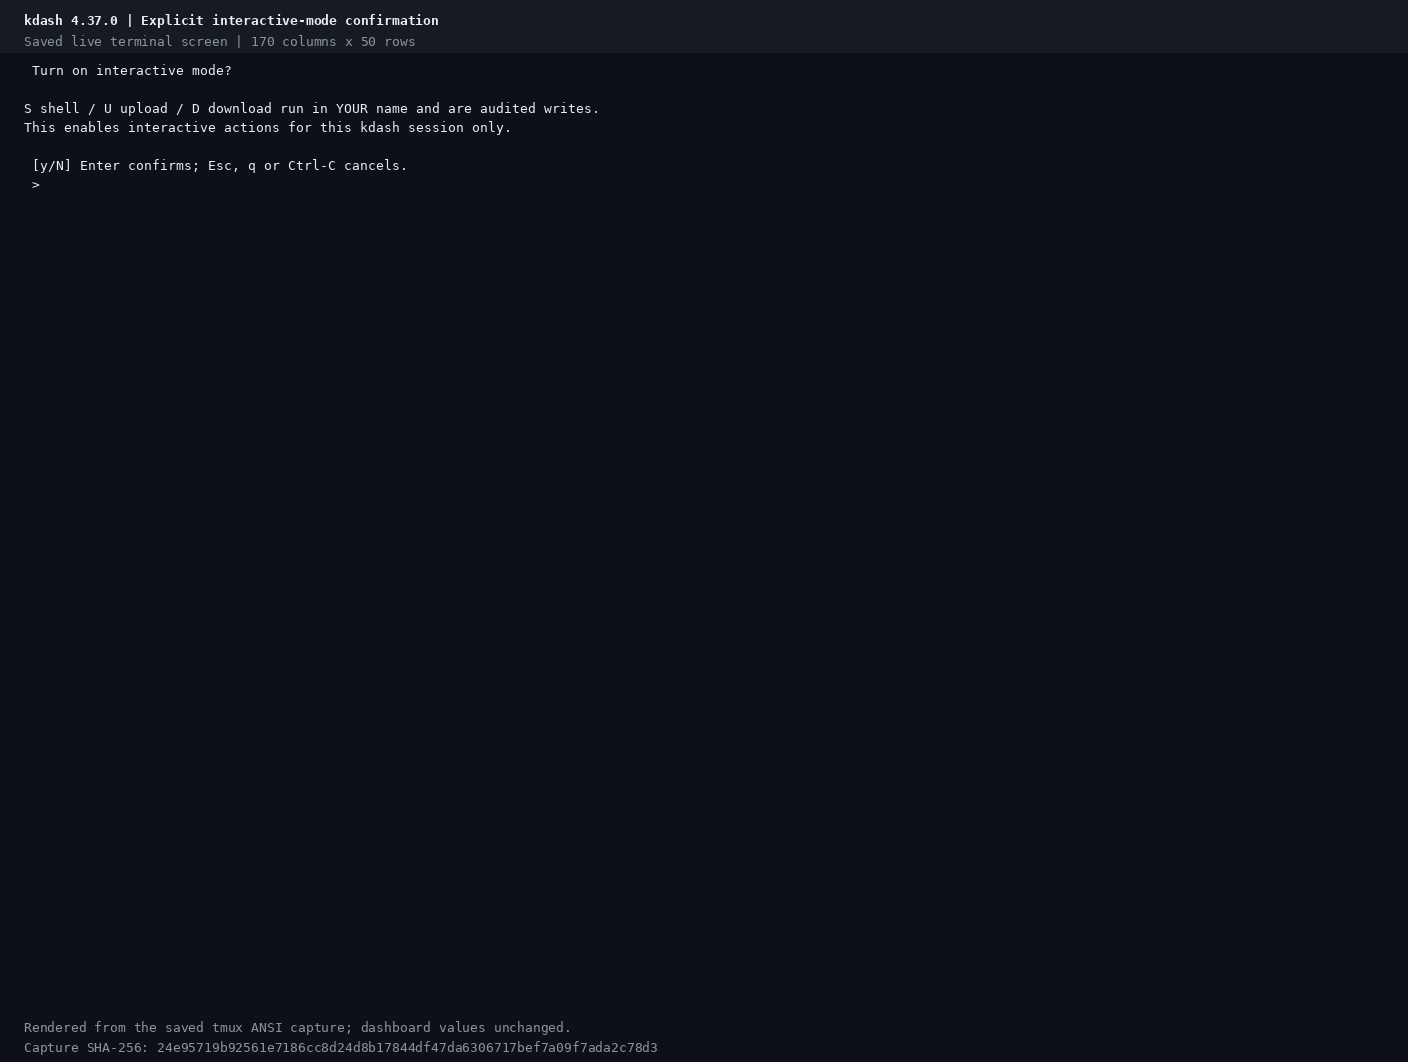 kdash 4.37.0 | Explicit interactive-mode confirmation
Saved live terminal screen | 170 columns x 50 rows
Turn on interactive mode?
S shell / U upload / D download run in YOUR name and are audited writes.
This enables interactive actions for this kdash session only.
[y/N] Enter confirms; Esc, q or Ctrl-C cancels.
>
Rendered from the saved tmux ANSI capture; dashboard values unchanged.
Capture SHA-256: 24e95719b92561e7186cc8d24d8b17844df47da6306717bef7a09f7ada2c78d3